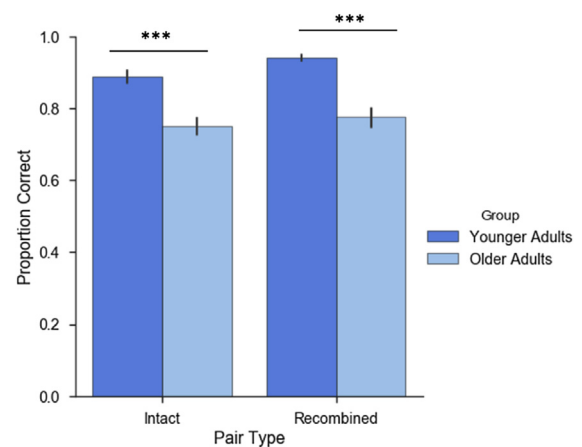 ***
***
1.0
0.8
0.6
0.4
0.2
0.0
Proportion Correct
Intact
Recombined
Pair Type
Group
Younger Adults
Older Adults